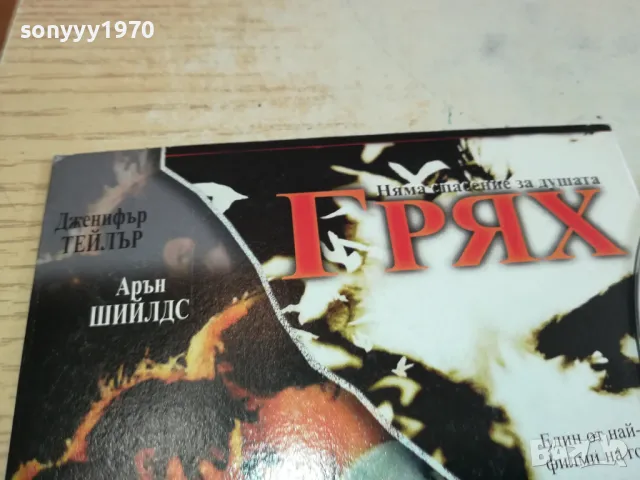 sonyyy1970
Няма спасение за душата
ГРЯХ
Дженифър
ТЕЙЛЪР
Арън
ШИЙЛДС
Един от най-
филми на го